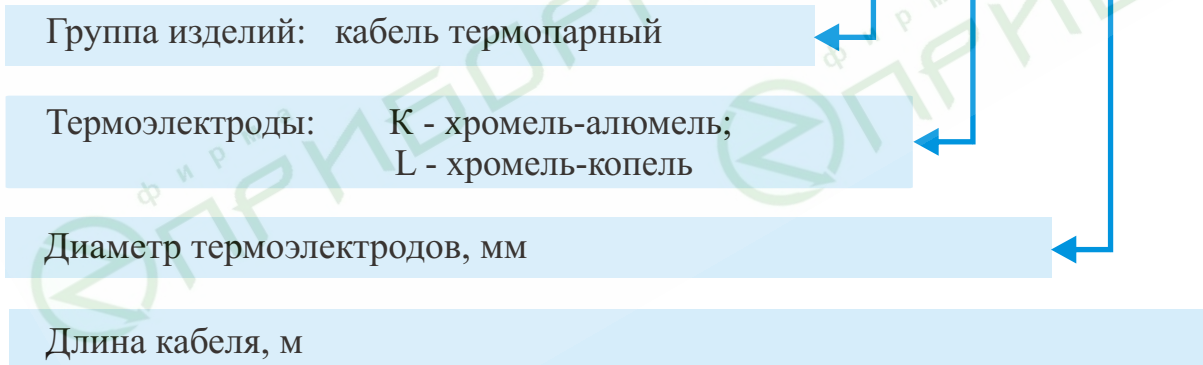 Группа изделий: кабель термопарный
Термоэлектроды: К - хромель-алюмель;
L - хромель-копель
Диаметр термоэлектродов, мм
Длина кабеля, м